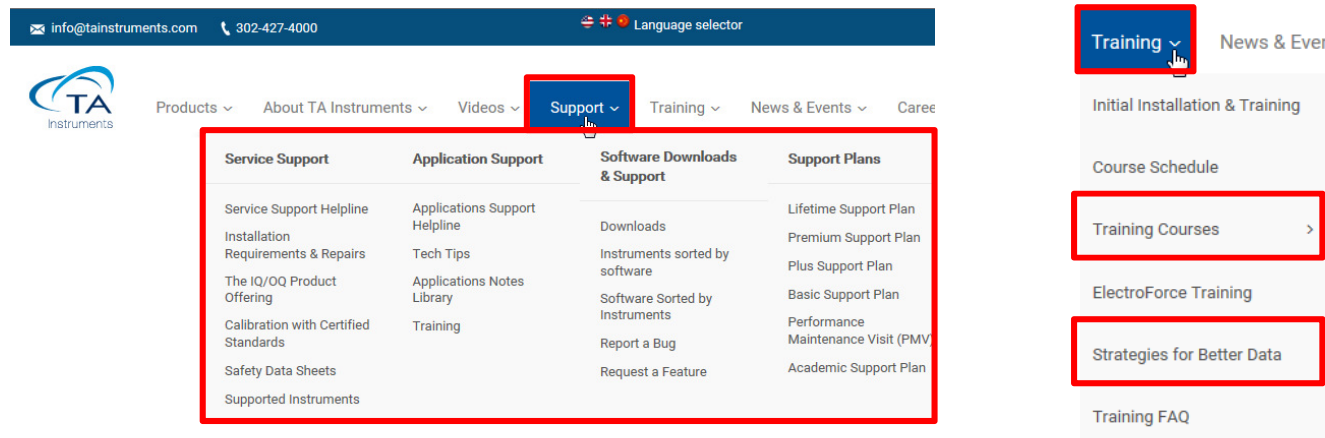 info@tainstruments.com 302-427-4000 Language selector
TA
Instruments
Products About TA Instruments Videos Support Training News & Events Caree
Service Support
Service Support Helpline
Installation
Requirements & Repairs
The IQ/OQ Product
Offering
Calibration with Certified
Standards
Safety Data Sheets
Supported Instruments
Application Support
Applications Support
Helpline
Tech Tips
Applications Notes
Library
Training
Software Downloads
& Support
Downloads
Instruments sorted by
software
Software Sorted by
Instruments
Report a Bug
Request a Feature
Support Plans
Lifetime Support Plan
Premium Support Plan
Plus Support Plan
Basic Support Plan
Performance
Maintenance Visit (PMV)
Academic Support Plan
Training News & Ever
Initial Installation & Training
Course Schedule
Training Courses >
ElectroForce Training
Strategies for Better Data
Training FAQ